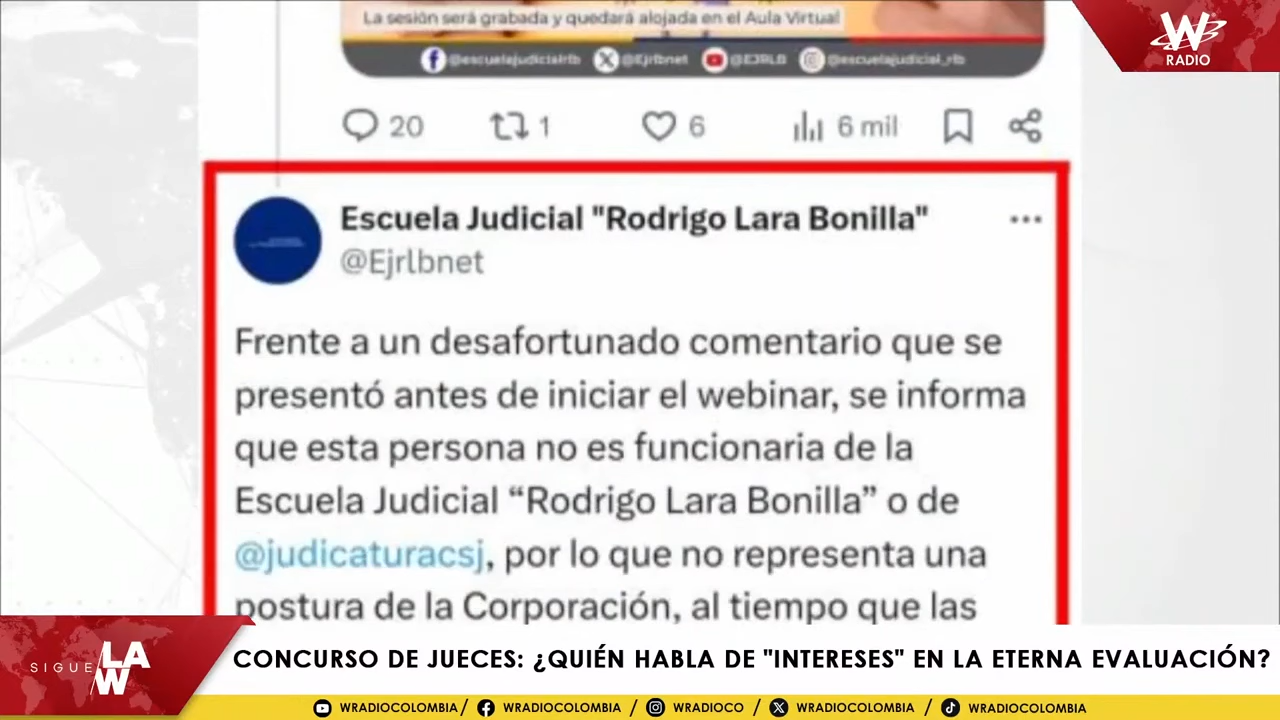 La sesión será grabada y quedará alojada en el Aula Virtual
@escuelajudicialrlb @Ejrlbnet @EJRLB @escuelajudicial_rlb
W
RADIO
20 1 6 6 mil
Escuela Judicial "Rodrigo Lara Bonilla"
@Ejrlbnet
Frente a un desafortunado comentario que se
presentó antes de iniciar el webinar, se informa
que esta persona no es funcionaria de la
Escuela Judicial “Rodrigo Lara Bonilla” o de
@judicaturacsj, por lo que no representa una
postura de la Corporación, al tiempo que las
SIGUE LA W
CONCURSO DE JUECES: ¿QUIÉN HABLA DE "INTERESES" EN LA ETERNA EVALUACIÓN?
WRADIOCOLOMBIA/ WRADIOCOLOMBIA/ WRADIOCO / WRADIOCOLOMBIA / WRADIOCOLOMBIA